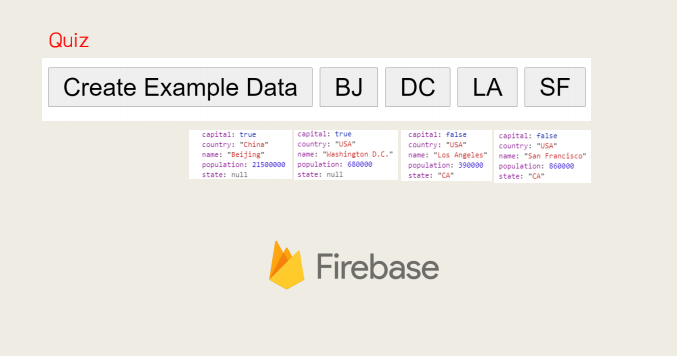 Quiz
Create Example Data BJ DC LA SF
capital: true
country: "China"
name: "Beijing"
population: 21500000
state: null
capital: true
country: "USA"
name: "Washington D.C."
population: 680000
state: null
capital: false
country: "USA"
name: "Los Angeles"
population: 390000
state: "CA"
capital: false
country: "USA"
name: "San Francisco"
population: 860000
state: "CA"
Firebase